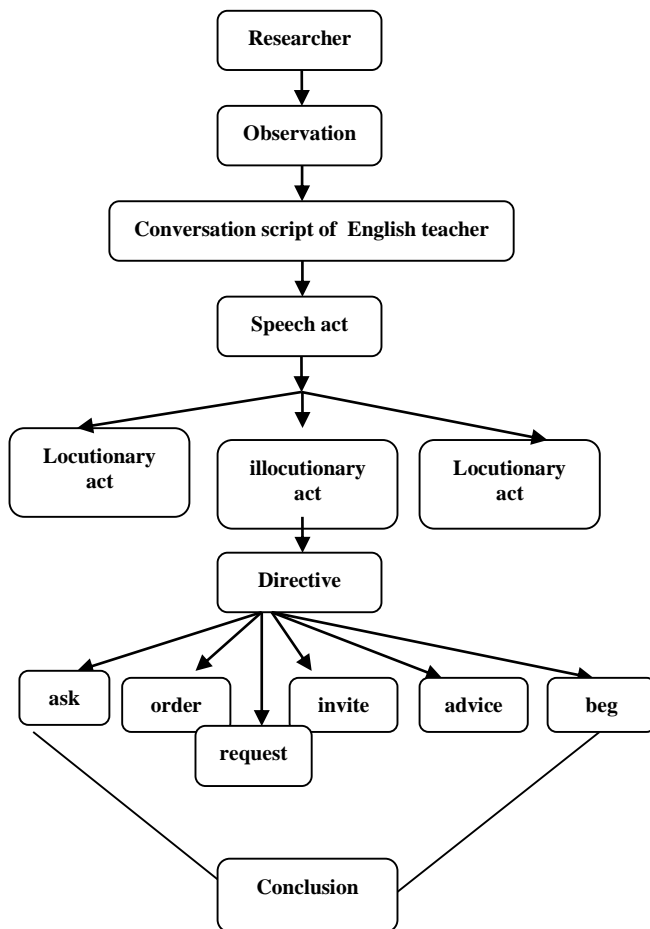 Researcher
Observation
Conversation script of English teacher
Speech act
Locutionary
act
illocutionary
act
Locutionary
act
Directive
ask
order
invite
advice
beg
request
Conclusion